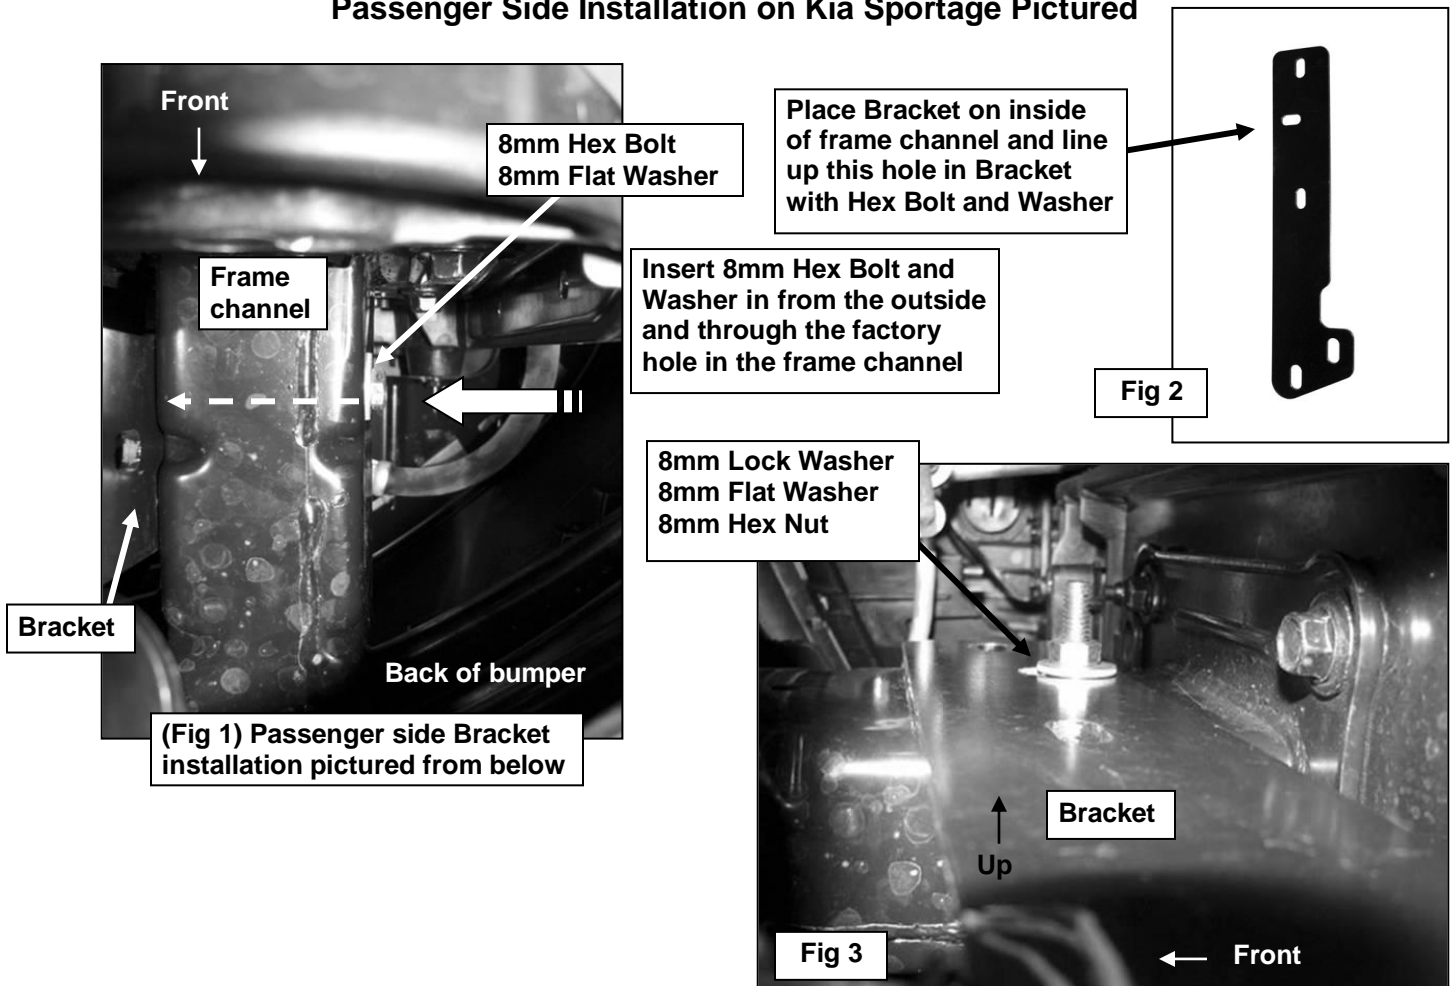 Passenger Side Installation on Kia Sportage Pictured
Front
8mm Hex Bolt
8mm Flat Washer
Frame
channel
Bracket
Back of bumper
(Fig 1) Passenger side Bracket
installation pictured from below
Place Bracket on inside
of frame channel and line
up this hole in Bracket
with Hex Bolt and Washer
Insert 8mm Hex Bolt and
Washer in from the outside
and through the factory
hole in the frame channel
Fig 2
8mm Lock Washer
8mm Flat Washer
8mm Hex Nut
Bracket
Up
Fig 3
Front